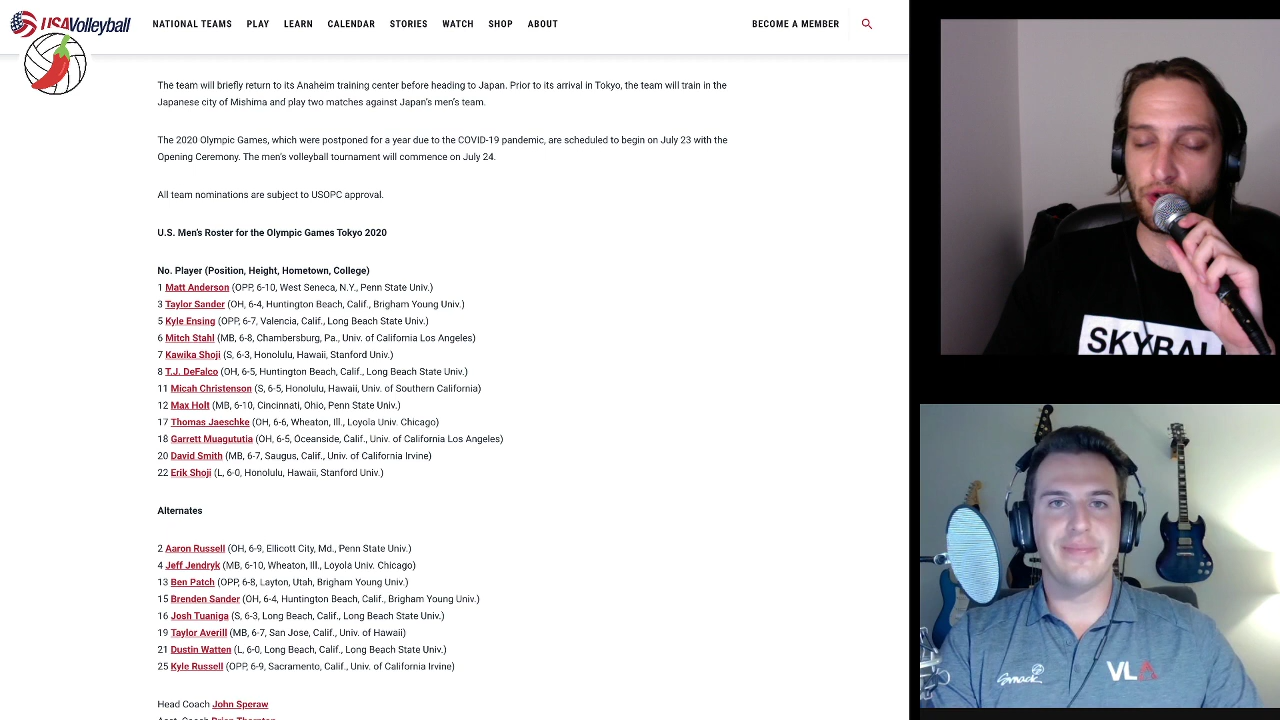 USAVolleyball NATIONAL TEAMS PLAY LEARN CALENDAR STORIES WATCH SHOP ABOUT BECOME A MEMBER
The team will briefly return to its Anaheim training center before heading to Japan. Prior to its arrival in Tokyo, the team will train in the
Japanese city of Mishima and play two matches against Japan's men's team.
The 2020 Olympic Games, which were postponed for a year due to the COVID-19 pandemic, are scheduled to begin on July 23 with the
Opening Ceremony. The men's volleyball tournament will commence on July 24.
All team nominations are subject to USOPC approval.
U.S. Men's Roster for the Olympic Games Tokyo 2020
No. Player (Position, Height, Hometown, College)
1 Matt Anderson (OPP, 6-10, West Seneca, N.Y., Penn State Univ.)
3 Taylor Sander (OH, 6-4, Huntington Beach, Calif., Brigham Young Univ.)
5 Kyle Ensing (OPP, 6-7, Valencia, Calif., Long Beach State Univ.)
6 Mitch Stahl (MB, 6-8, Chambersburg, Pa., Univ. of California Los Angeles)
7 Kawika Shoji (S, 6-3, Honolulu, Hawaii, Stanford Univ.)
8 T.J. DeFalco (OH, 6-5, Huntington Beach, Calif., Long Beach State Univ.)
11 Micah Christenson (S, 6-5, Honolulu, Hawaii, Univ. of Southern California)
12 Max Holt (MB, 6-10, Cincinnati, Ohio, Penn State Univ.)
17 Thomas Jaeschke (OH, 6-6, Wheaton, Ill., Loyola Univ. Chicago)
18 Garrett Muagututia (OH, 6-5, Oceanside, Calif., Univ. of California Los Angeles)
20 David Smith (MB, 6-7, Saugus, Calif., Univ. of California Irvine)
22 Erik Shoji (L, 6-0, Honolulu, Hawaii, Stanford Univ.)
Alternates
2 Aaron Russell (OH, 6-9, Ellicott City, Md., Penn State Univ.)
4 Jeff Jendryk (MB, 6-10, Wheaton, Ill., Loyola Univ. Chicago)
13 Ben Patch (OPP, 6-8, Layton, Utah, Brigham Young Univ.)
15 Brenden Sander (OH, 6-4, Huntington Beach, Calif., Brigham Young Univ.)
16 Josh Tuaniga (S, 6-3, Long Beach, Calif., Long Beach State Univ.)
19 Taylor Averill (MB, 6-7, San Jose, Calif., Univ. of Hawaii)
21 Dustin Watten (L, 6-0, Long Beach, Calif., Long Beach State Univ.)
25 Kyle Russell (OPP, 6-9, Sacramento, Calif., Univ. of California Irvine)
Head Coach John Speraw
Asst. Coach Brian Thornton
SKYBAL
Smack VLA